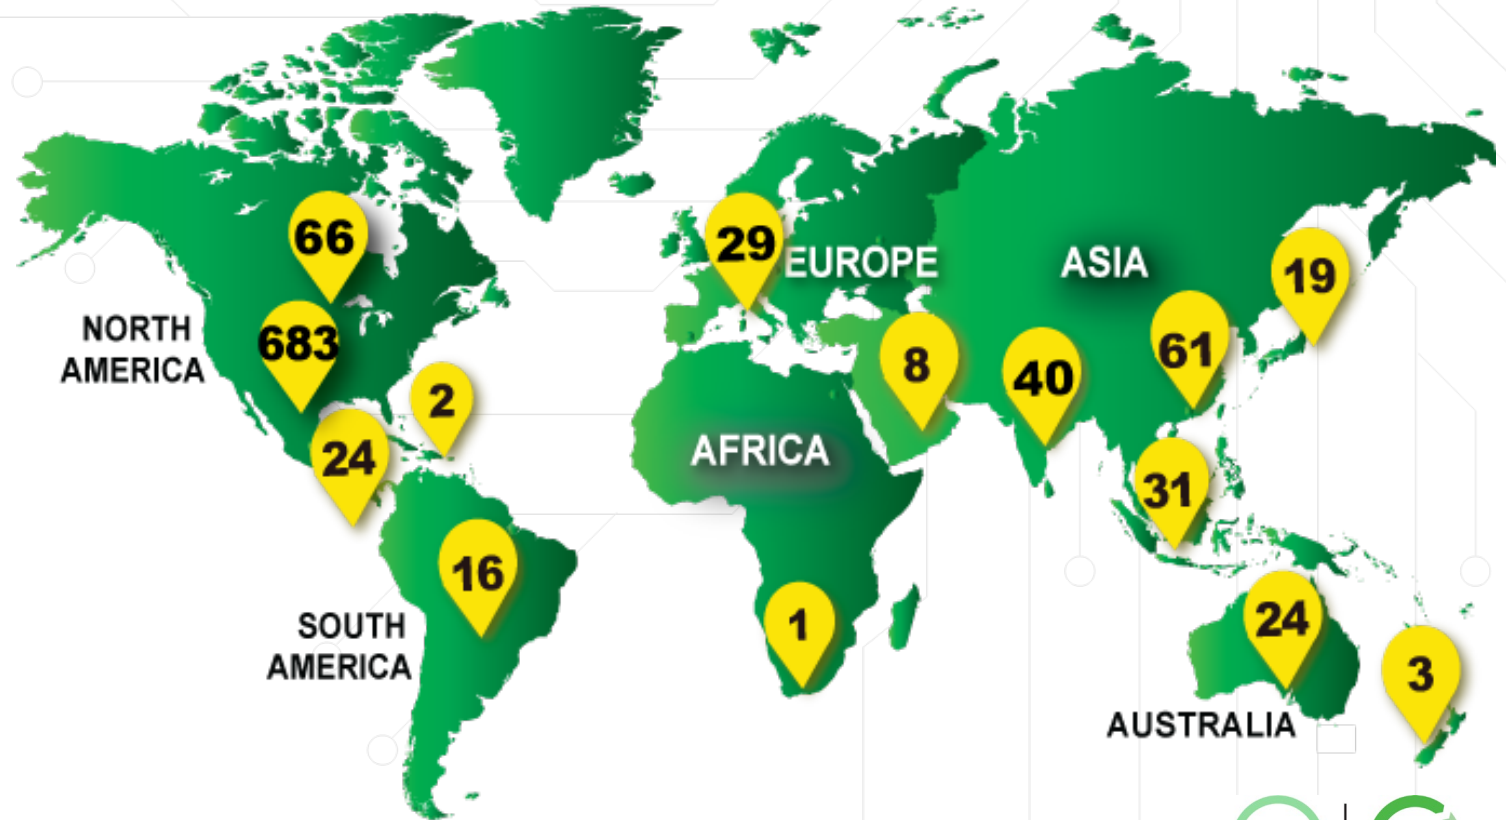 66
683
NORTH
AMERICA
2
24
16
SOUTH
AMERICA
29
EUROPE
ASIA
19
8
40
61
AFRICA
31
1
24
3
AUSTRALIA